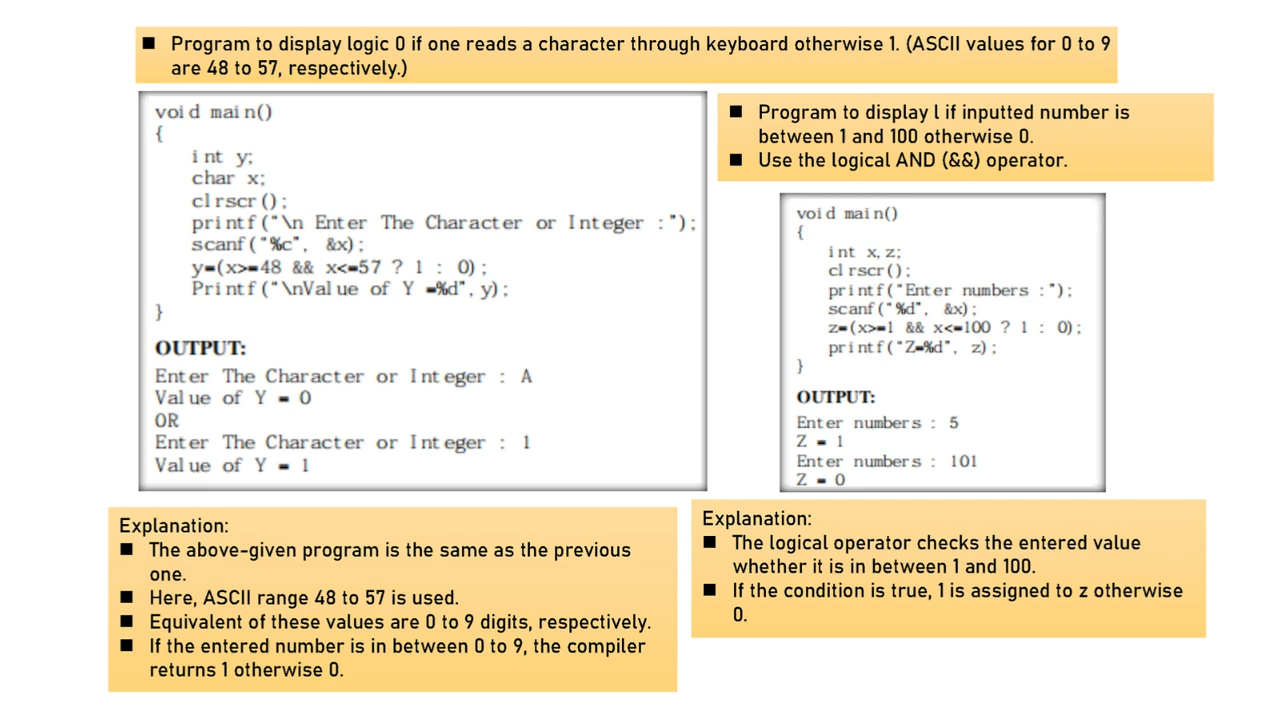 ■ Program to display logic 0 if one reads a character through keyboard otherwise 1. (ASCII values for 0 to 9
are 48 to 57, respectively.)
void main()
{
int y;
char x;
clrscr();
printf("\n Enter The Character or Integer :");
scanf("%c", &x);
y=(x>=48 && x<=57 ? 1 : 0);
Printf("\nValue of Y =%d", y);
}
OUTPUT:
Enter The Character or Integer : A
Value of Y = 0
OR
Enter The Character or Integer : 1
Value of Y = 1
Explanation:
■ The above-given program is the same as the previous
one.
■ Here, ASCII range 48 to 57 is used.
■ Equivalent of these values are 0 to 9 digits, respectively.
■ If the entered number is in between 0 to 9, the compiler
returns 1 otherwise 0.
■ Program to display l if inputted number is
between 1 and 100 otherwise 0.
■ Use the logical AND (&&) operator.
void main()
{
int x,z;
clrscr();
printf("Enter numbers :");
scanf("%d", &x);
z=(x>=1 && x<=100 ? 1 : 0);
printf("Z=%d", z);
}
OUTPUT:
Enter numbers : 5
Z = 1
Enter numbers : 101
Z = 0
Explanation:
■ The logical operator checks the entered value
whether it is in between 1 and 100.
■ If the condition is true, 1 is assigned to z otherwise
0.